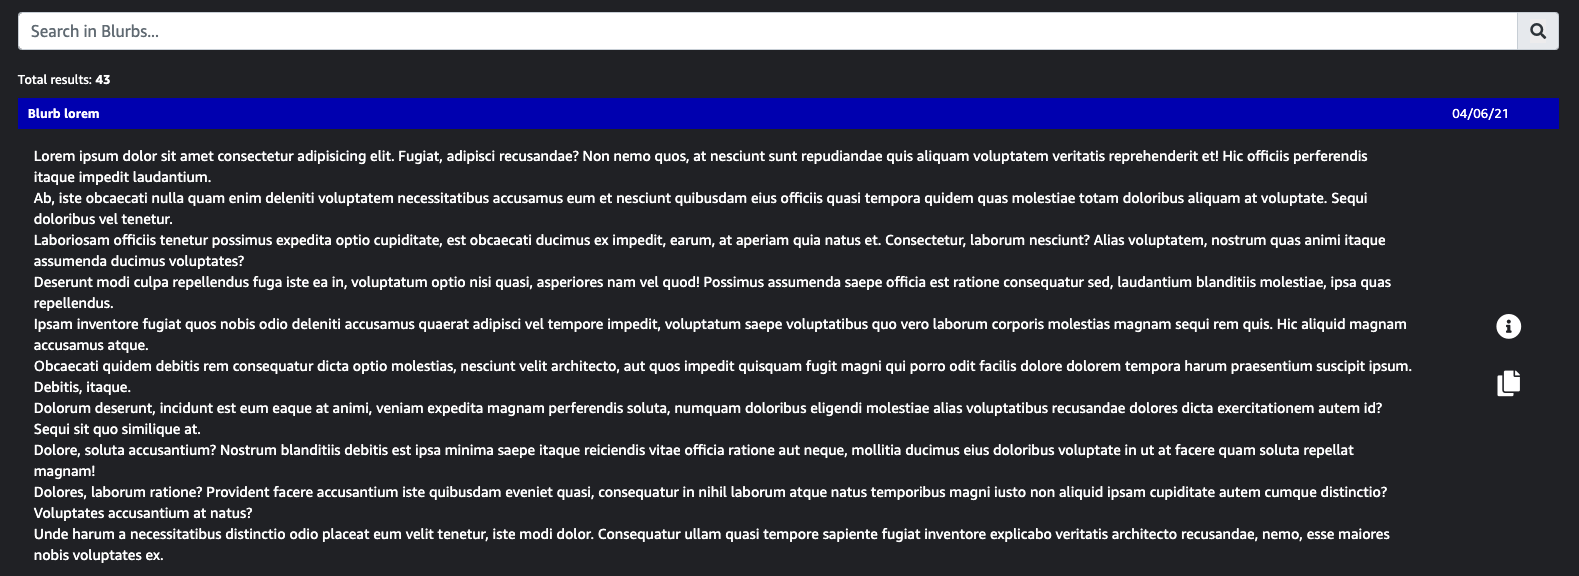 Search in Blurbs...
Total results: 43
Blurb lorem 04/06/21
Lorem ipsum dolor sit amet consectetur adipisicing elit. Fugiat, adipisci recusandae? Non nemo quos, at nesciunt sunt repudiandae quis aliquam voluptatem veritatis reprehenderit et! Hic officiis perferendis
itaque impedit laudantium.
Ab, iste obcaecati nulla quam enim deleniti voluptatem necessitatibus accusamus eum et nesciunt quibusdam eius officiis quasi tempora quidem quas molestiae totam doloribus aliquam at voluptate. Sequi
doloribus vel tenetur.
Laboriosam officiis tenetur possimus expedita optio cupiditate, est obcaecati ducimus ex impedit, earum, at aperiam quia natus et. Consectetur, laborum nesciunt? Alias voluptatem, nostrum quas animi itaque
assumenda ducimus voluptates?
Deserunt modi culpa repellendus fuga iste ea in, voluptatum optio nisi quasi, asperiores nam vel quod! Possimus assumenda saepe officia est ratione consequatur sed, laudantium blanditiis molestiae, ipsa quas
repellendus.
Ipsam inventore fugiat quos nobis odio deleniti accusamus quaerat adipisci vel tempore impedit, voluptatum saepe voluptatibus quo vero laborum corporis molestias magnam sequi rem quis. Hic aliquid magnam
accusamus atque.
Obcaecati quidem debitis rem consequatur dicta optio molestias, nesciunt velit architecto, aut quos impedit quisquam fugit magni qui porro odit facilis dolore dolorem tempora harum praesentium suscipit ipsum.
Debitis, itaque.
Dolorum deserunt, incidunt est eum eaque at animi, veniam expedita magnam perferendis soluta, numquam doloribus eligendi molestiae alias voluptatibus recusandae dolores dicta exercitationem autem id?
Sequi sit quo similique at.
Dolore, soluta accusantium? Nostrum blanditiis debitis est ipsa minima saepe itaque reiciendis vitae officia ratione aut neque, mollitia ducimus eius doloribus voluptate in ut at facere quam soluta repellat
magnam!
Dolores, laborum ratione? Provident facere accusantium iste quibusdam eveniet quasi, consequatur in nihil laborum atque natus temporibus magni iusto non aliquid ipsam cupiditate autem cumque distinctio?
Voluptates accusantium at natus?
Unde harum a necessitatibus distinctio odio placeat eum velit tenetur, iste modi dolor. Consequatur ullam quasi tempore sapiente fugiat inventore explicabo veritatis architecto recusandae, nemo, esse maiores
nobis voluptates ex.